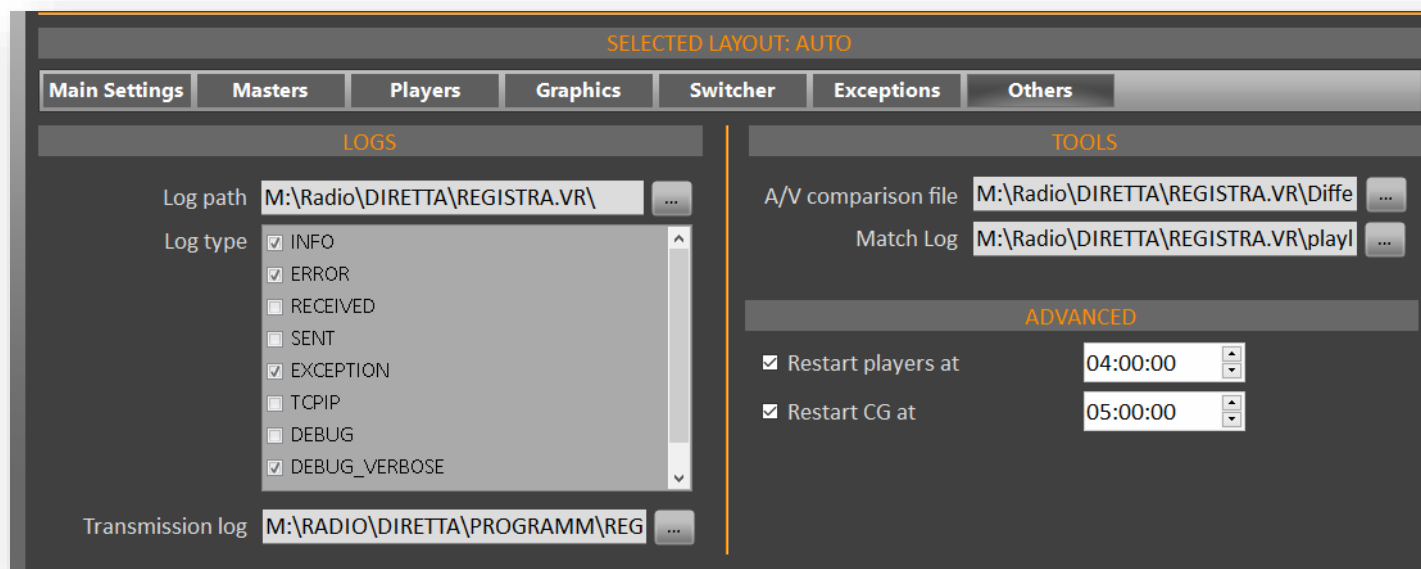 SELECTED LAYOUT: AUTO
Main Settings Masters Players Graphics Switcher Exceptions Others
LOGS
Log path M:\Radio\DIRETTA\REGISTRA.VR\ ...
Log type INFO
ERROR
RECEIVED
SENT
EXCEPTION
TCPIP
DEBUG
DEBUG_VERBOSE
Transmission log M:\RADIO\DIRETTA\PROGRAMM\REG ...
TOOLS
A/V comparison file M:\Radio\DIRETTA\REGISTRA.VR\Diffe ...
Match Log M:\Radio\DIRETTA\REGISTRA.VR\playl ...
ADVANCED
Restart players at 04:00:00
Restart CG at 05:00:00